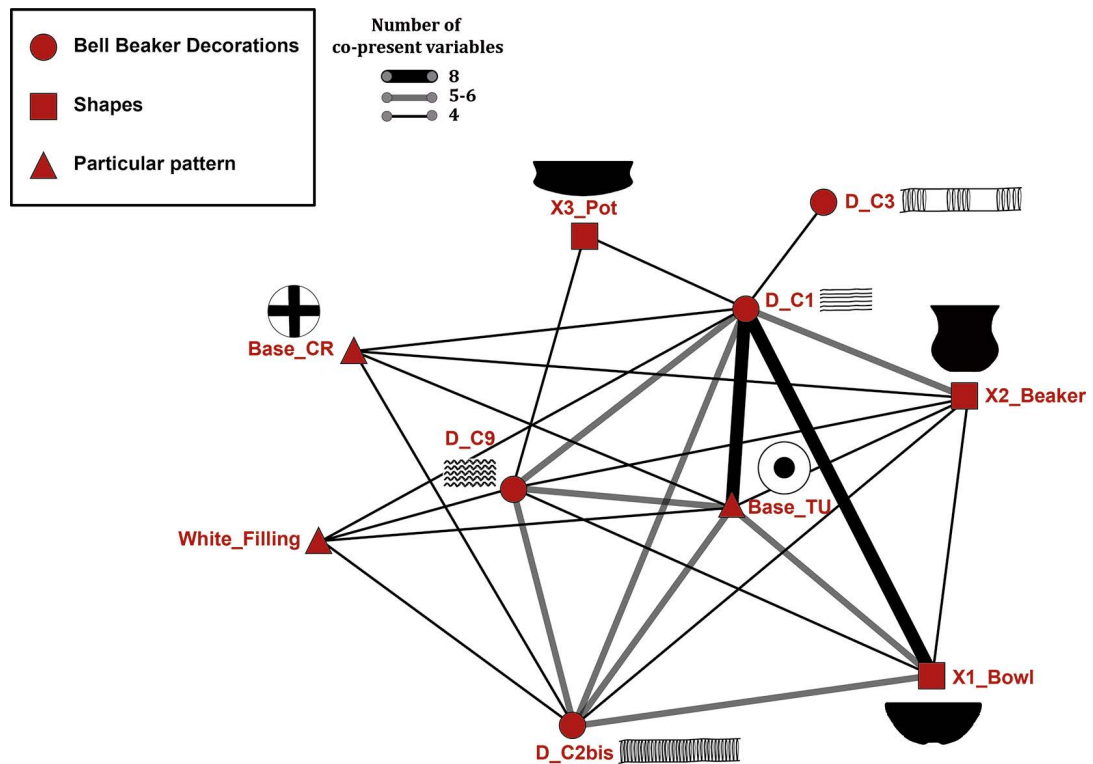 Bell Beaker Decorations
Shapes
Particular pattern
Number of
co-present variables
8
5-6
4
X3_Pot
D_C3
D_C1
Base_CR
X2_Beaker
D_C9
Base_TU
White_Filling
X1_Bowl
D_C2bis